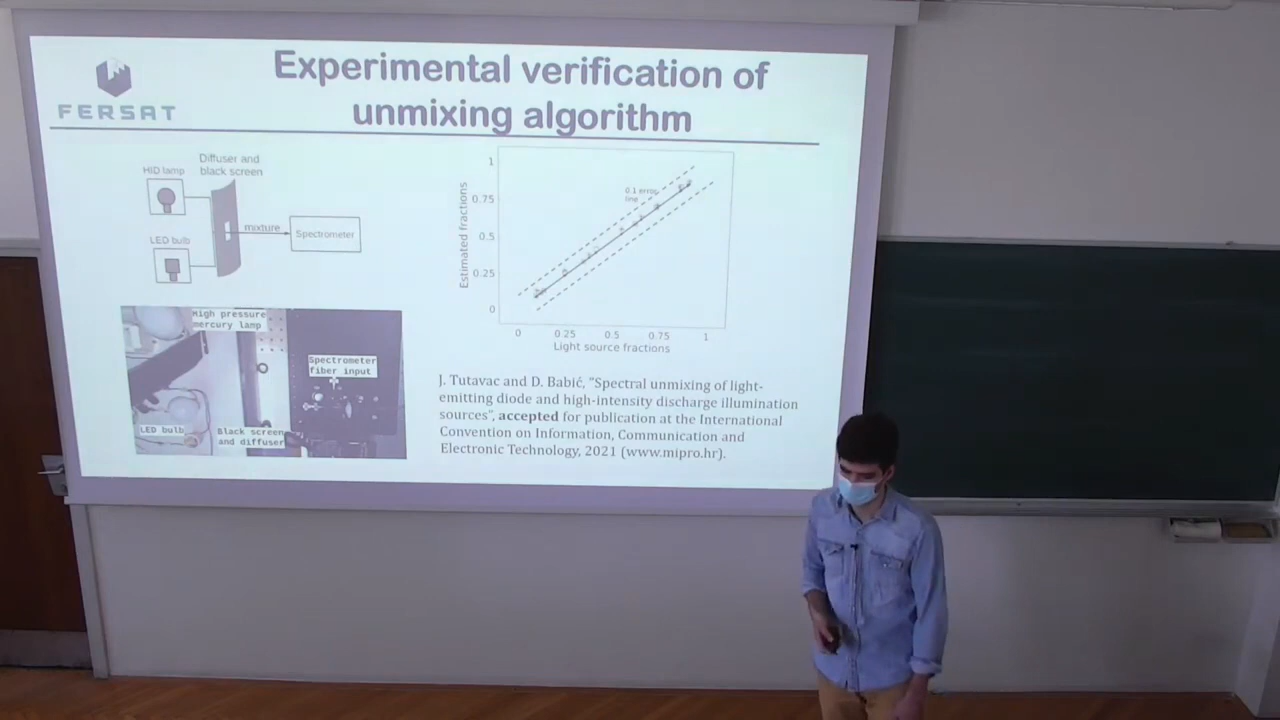 FERSAT
Experimental verification of
unmixing algorithm
HID lamp
Diffuser and
black screen
LED bulb
mixture
Spectrometer
High pressure
mercury lamp
Spectrometer
fiber input
LED bulb
Black screen
and diffuser
Estimated fractions
1
0.75
0.5
0.25
0
0.1 error
line
0
0.25
0.5
0.75
1
Light source fractions
J. Tutavac and D. Babić, "Spectral unmixing of light-
emitting diode and high-intensity discharge illumination
sources", accepted for publication at the International
Convention on Information, Communication and
Electronic Technology, 2021 (www.mipro.hr).